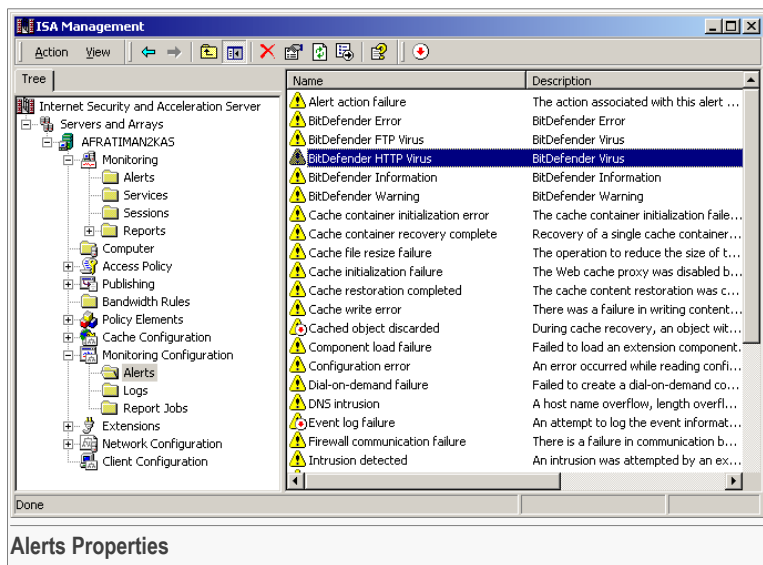 ISA Management
Action View
Tree
Internet Security and Acceleration Server
Servers and Arrays
AFRATIMAN2KAS
Monitoring
Alerts
Services
Sessions
Reports
Computer
Access Policy
Publishing
Bandwidth Rules
Policy Elements
Cache Configuration
Monitoring Configuration
Alerts
Logs
Report Jobs
Extensions
Network Configuration
Client Configuration
Name Description
Alert action failure The action associated with this alert ...
BitDefender Error BitDefender Error
BitDefender FTP Virus BitDefender Virus
BitDefender HTTP Virus BitDefender Virus
BitDefender Information BitDefender Information
BitDefender Warning BitDefender Warning
Cache container initialization error The cache container initialization faile...
Cache container recovery complete Recovery of a single cache container...
Cache file resize failure The operation to reduce the size of t...
Cache initialization failure The Web cache proxy was disabled b...
Cache restoration completed The cache content restoration was c...
Cache write error There was a failure in writing content...
Cached object discarded During cache recovery, an object wit...
Component load failure Failed to load an extension component.
Configuration error An error occurred while reading confi...
Dial-on-demand failure Failed to create a dial-on-demand co...
DNS intrusion A host name overflow, length overfl...
Event log failure An attempt to log the event informat...
Firewall communication failure There is a failure in communication b...
Intrusion detected An intrusion was attempted by an ex...
Done
Alerts Properties